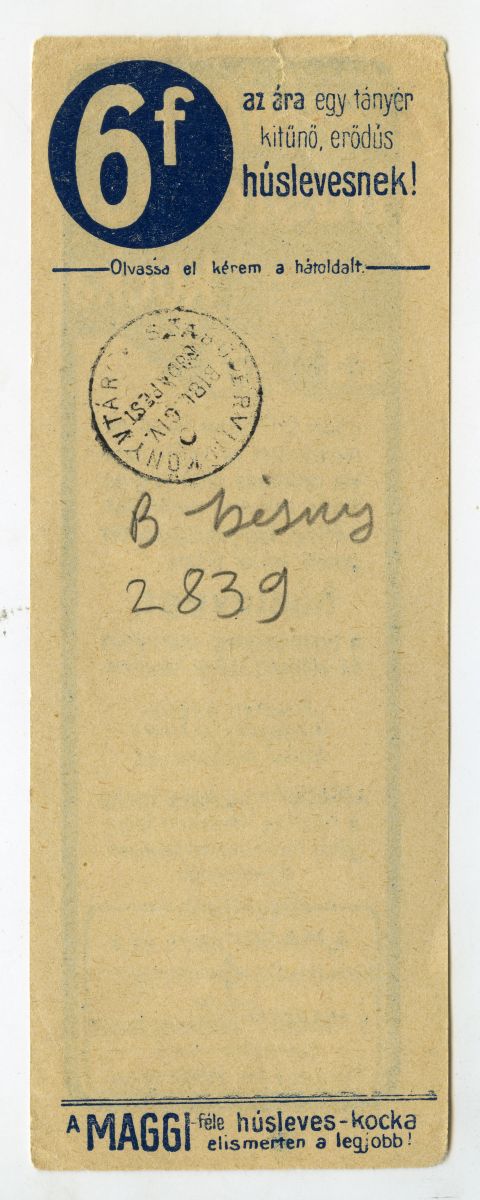 6f
az ára egy tányér
kitűnő, erődús
húslevesnek!
Olvassa el kérem a hátoldalt.
SZABÓ ERVIN KÖNYVTÁR
BIBL. CIV.
BUDAPEST
B
2839
A MAGGI-féle húsleves-kocka
elismerten a legjobb!